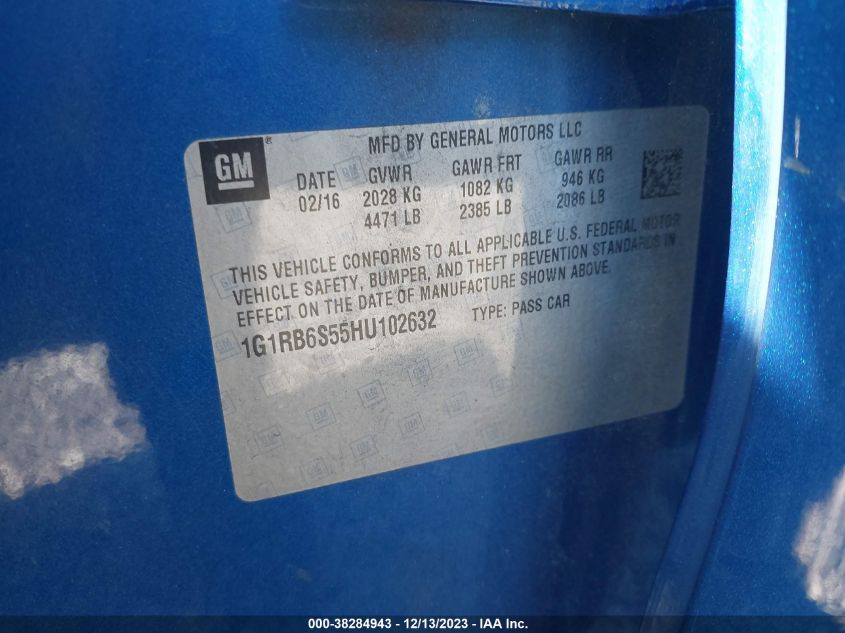 GM ®
MFD BY GENERAL MOTORS LLC
DATE GVWR GAWR FRT GAWR RR
02/16 2028 KG 1082 KG 946 KG
4471 LB 2385 LB 2086 LB
THIS VEHICLE CONFORMS TO ALL APPLICABLE U.S. FEDERAL MOTOR
VEHICLE SAFETY, BUMPER, AND THEFT PREVENTION STANDARDS IN
EFFECT ON THE DATE OF MANUFACTURE SHOWN ABOVE.
1G1RB6S55HU102632 TYPE: PASS CAR
000-38284943 - 12/13/2023 - IAA Inc.